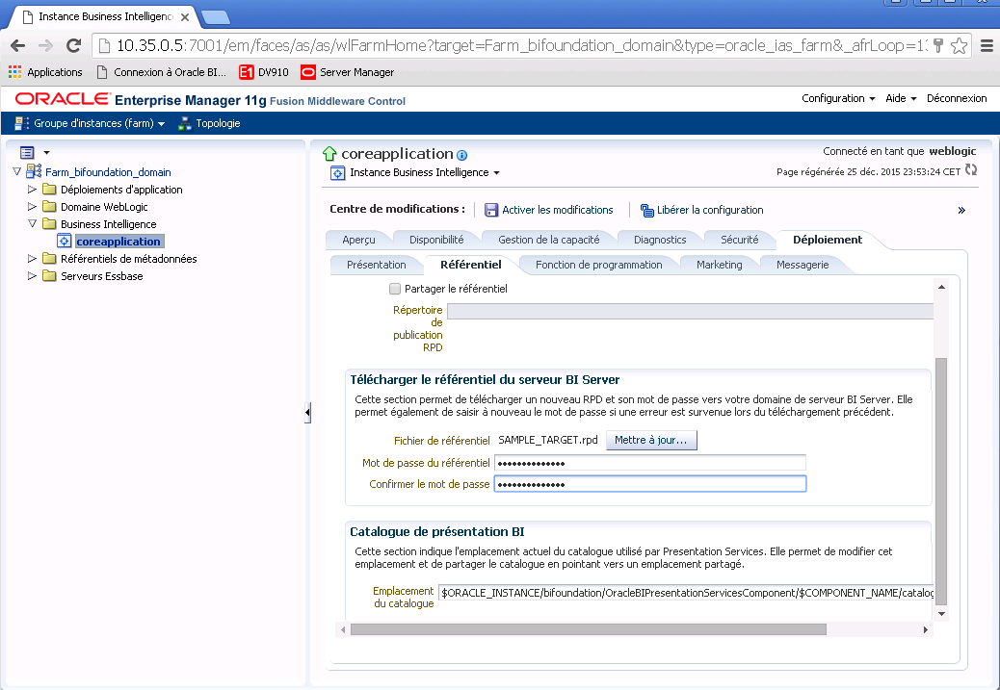 Instance Business Intelligenc
10.35.0.5:7001/em/faces/as/as/wlFarmHome?target=Farm_bifoundation_domain&type=oracle_ias_farm&_afrLoop=1
Applications Connexion à Oracle BI... E1 DV910 Server Manager
ORACLE Enterprise Manager 11g Fusion Middleware Control
Configuration Aide Déconnexion
Groupe d'instances (farm) Topologie
Farm_bifoundation_domain
Déploiements d'application
Domaine WebLogic
Business Intelligence
coreapplication
Référentiels de métadonnées
Serveurs Essbase
coreapplication
Connecté en tant que weblogic
Instance Business Intelligence
Page régénérée 25 déc. 2015 23:53:24 CET
Centre de modifications : Activer les modifications Libérer la configuration »
Aperçu Disponibilité Gestion de la capacité Diagnostics Sécurité Déploiement
Présentation Référentiel Fonction de programmation Marketing Messagerie
Partager le référentiel
Répertoire
de
publication
RPD
Télécharger le référentiel du serveur BI Server
Cette section permet de télécharger un nouveau RPD et son mot de passe vers votre domaine de serveur BI Server. Elle
permet également de saisir à nouveau le mot de passe si une erreur est survenue lors du téléchargement précédent.
Fichier de référentiel SAMPLE_TARGET.rpd Mettre à jour...
Mot de passe du référentiel ••••••••••••••
Confirmer le mot de passe ••••••••••••••
Catalogue de présentation BI
Cette section indique l'emplacement actuel du catalogue utilisé par Presentation Services. Elle permet de modifier cet
emplacement et de partager le catalogue en pointant vers un emplacement partagé.
Emplacement
du catalogue
$ORACLE_INSTANCE/bifoundation/OracleBIPresentationServicesComponent/$COMPONENT_NAME/catalog